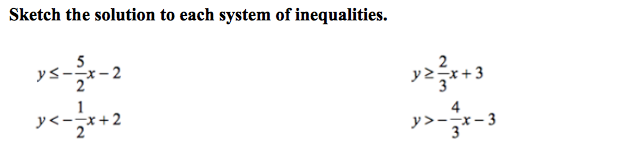 Sketch the solution to each system of inequalities.
y ≤ -5/2x - 2
y < -1/2x + 2
y ≥ 2/3x + 3
y > -4/3x - 3